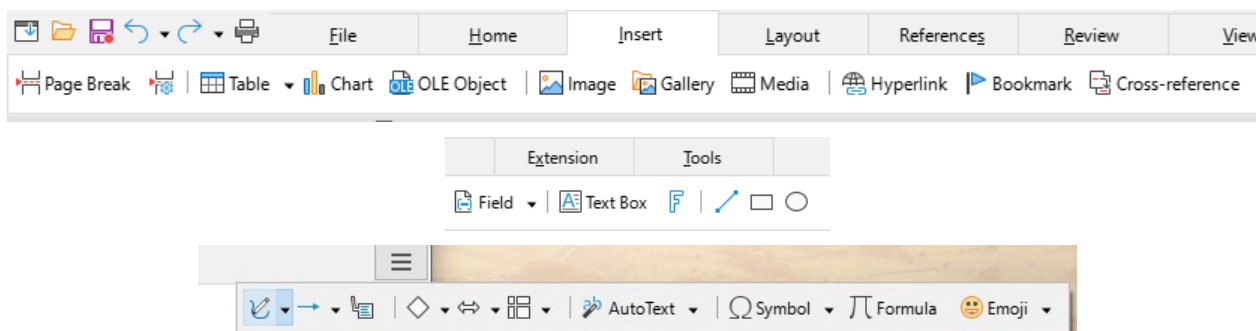 File Home Insert Layout References Review View
Page Break Table Chart OLE Object Image Gallery Media Hyperlink Bookmark Cross-reference
Extension Tools
Field Text Box
AutoText Symbol Formula Emoji